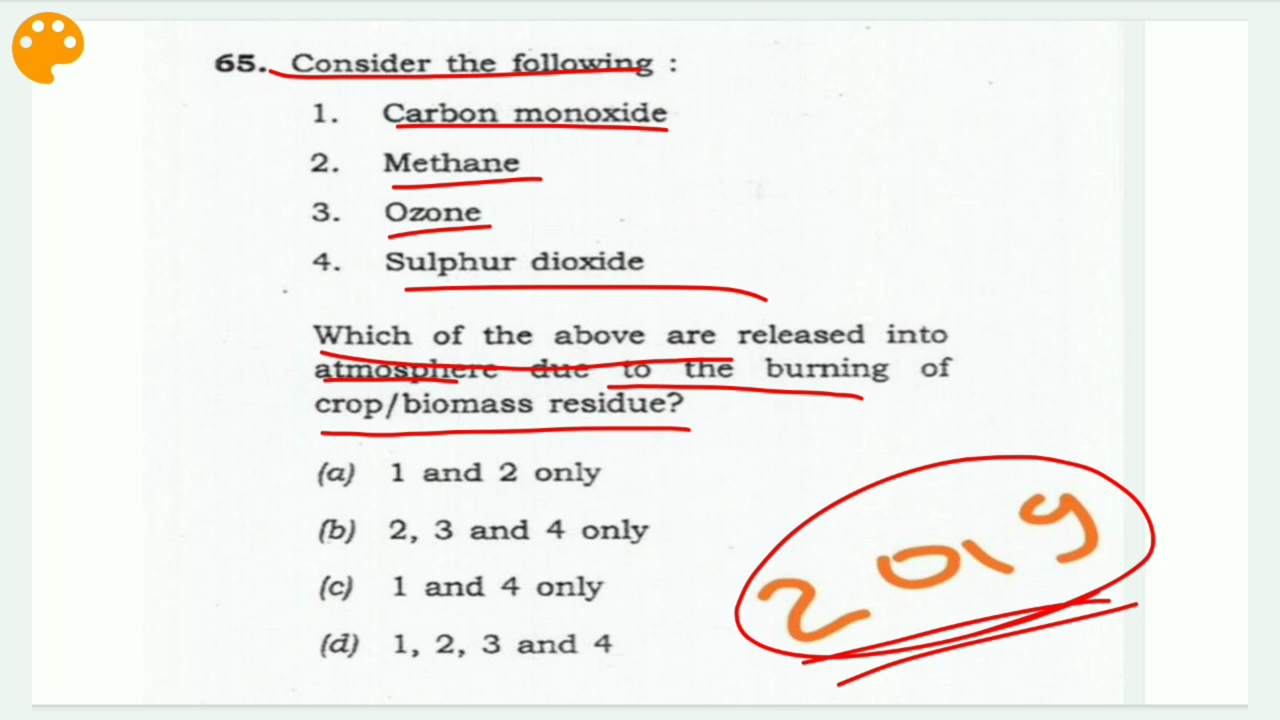 65. Consider the following :
1. Carbon monoxide
2. Methane
3. Ozone
4. Sulphur dioxide
Which of the above are released into
atmosphere due to the burning of
crop/biomass residue?
(a) 1 and 2 only
(b) 2, 3 and 4 only
(c) 1 and 4 only
(d) 1, 2, 3 and 4
2019